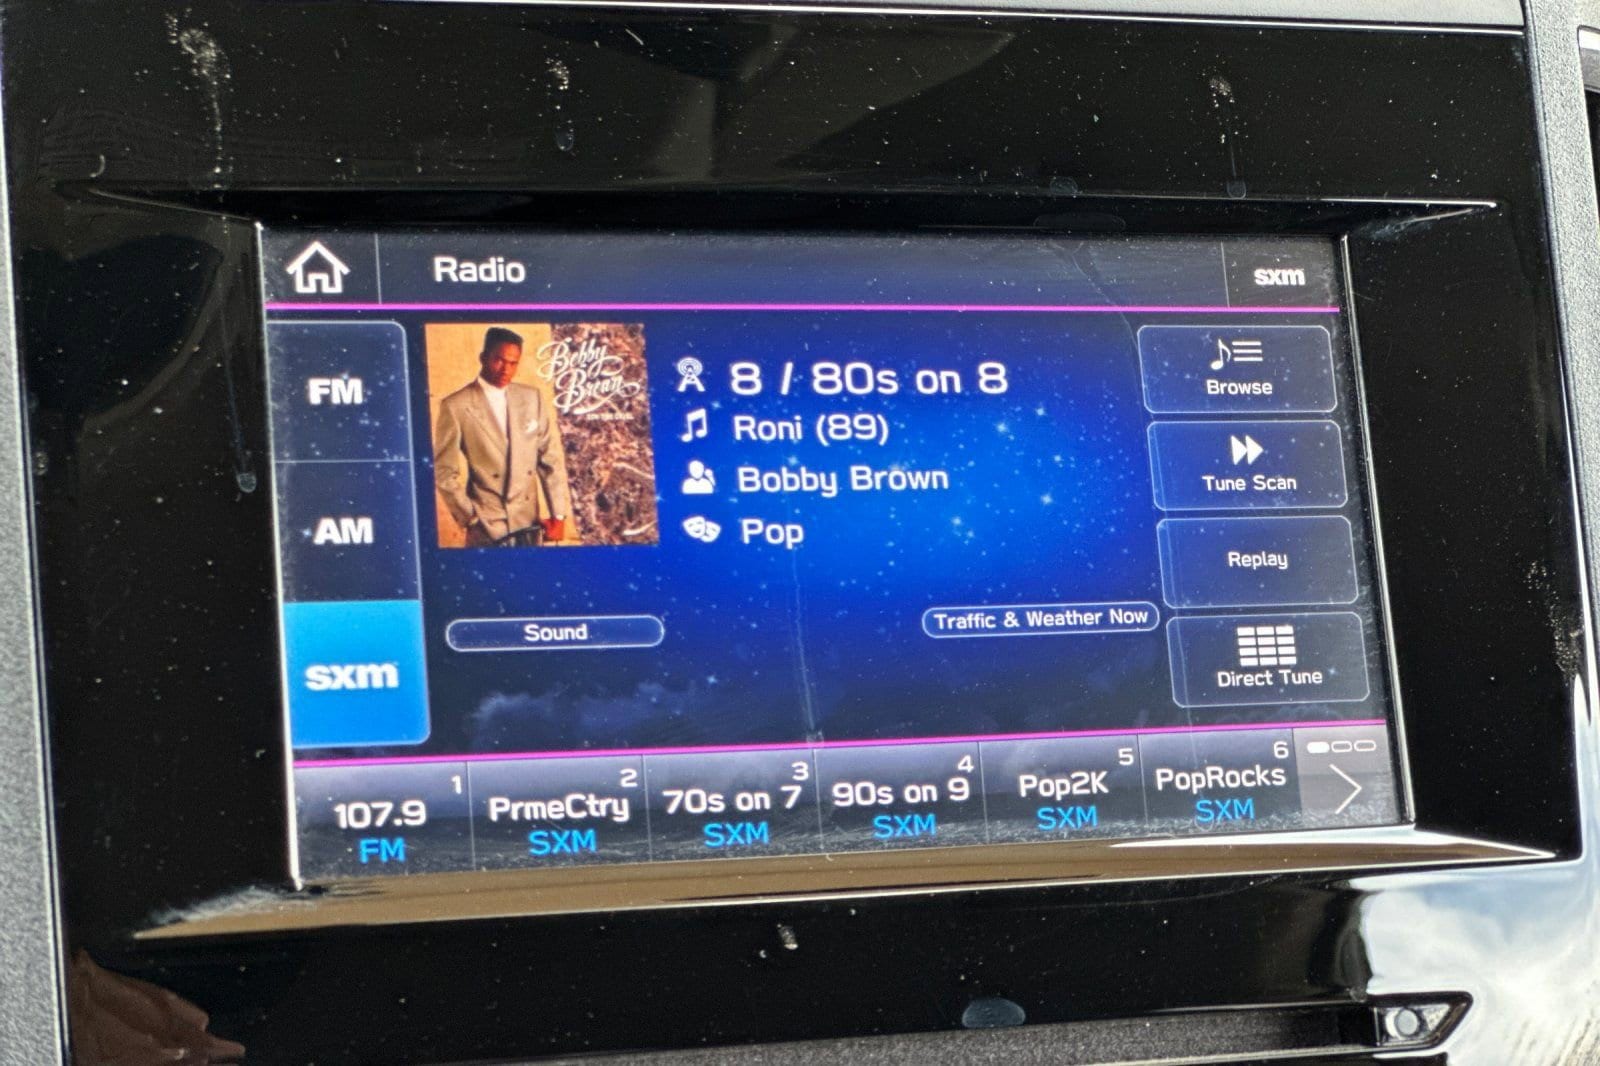 Radio
sxm
FM
AM
sxm
Bobby
Brown
8 / 80s on 8
Roni (89)
Bobby Brown
Pop
Browse
Tune Scan
Replay
Direct Tune
Sound
Traffic & Weather Now
1
107.9
FM
2
PrmeCtry
SXM
3
70s on 7
SXM
4
90s on 9
SXM
5
Pop2K
SXM
6
PopRocks
SXM